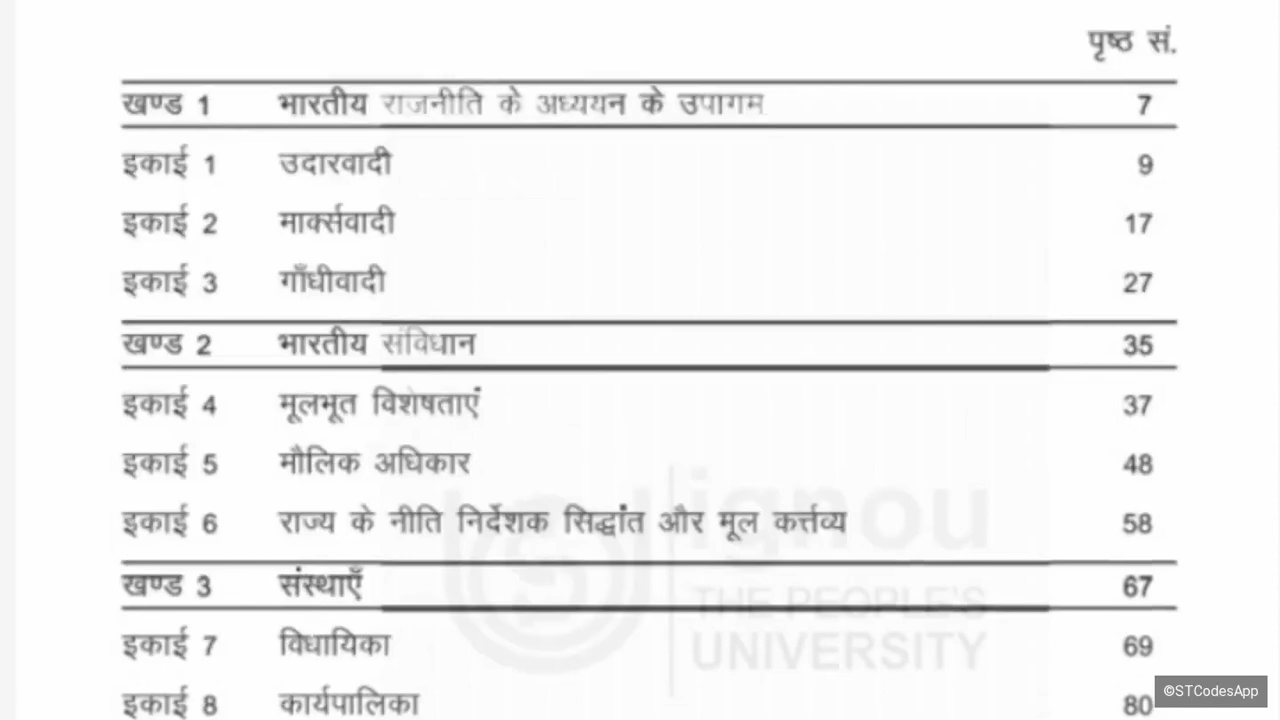 पृष्ठ सं.
खण्ड 1 भारतीय राजनीति के अध्ययन के उपागम 7
इकाई 1 उदारवादी 9
इकाई 2 मार्क्सवादी 17
इकाई 3 गाँधीवादी 27
खण्ड 2 भारतीय संविधान 35
इकाई 4 मूलभूत विशेषताएं 37
इकाई 5 मौलिक अधिकार 48
इकाई 6 राज्य के नीति निर्देशक सिद्धांत और मूल कर्त्तव्य 58
खण्ड 3 संस्थाएँ 67
ignou
THE PEOPLE'S
UNIVERSITY
इकाई 7 विधायिका 69
इकाई 8 कार्यपालिका 80
©STCodesApp